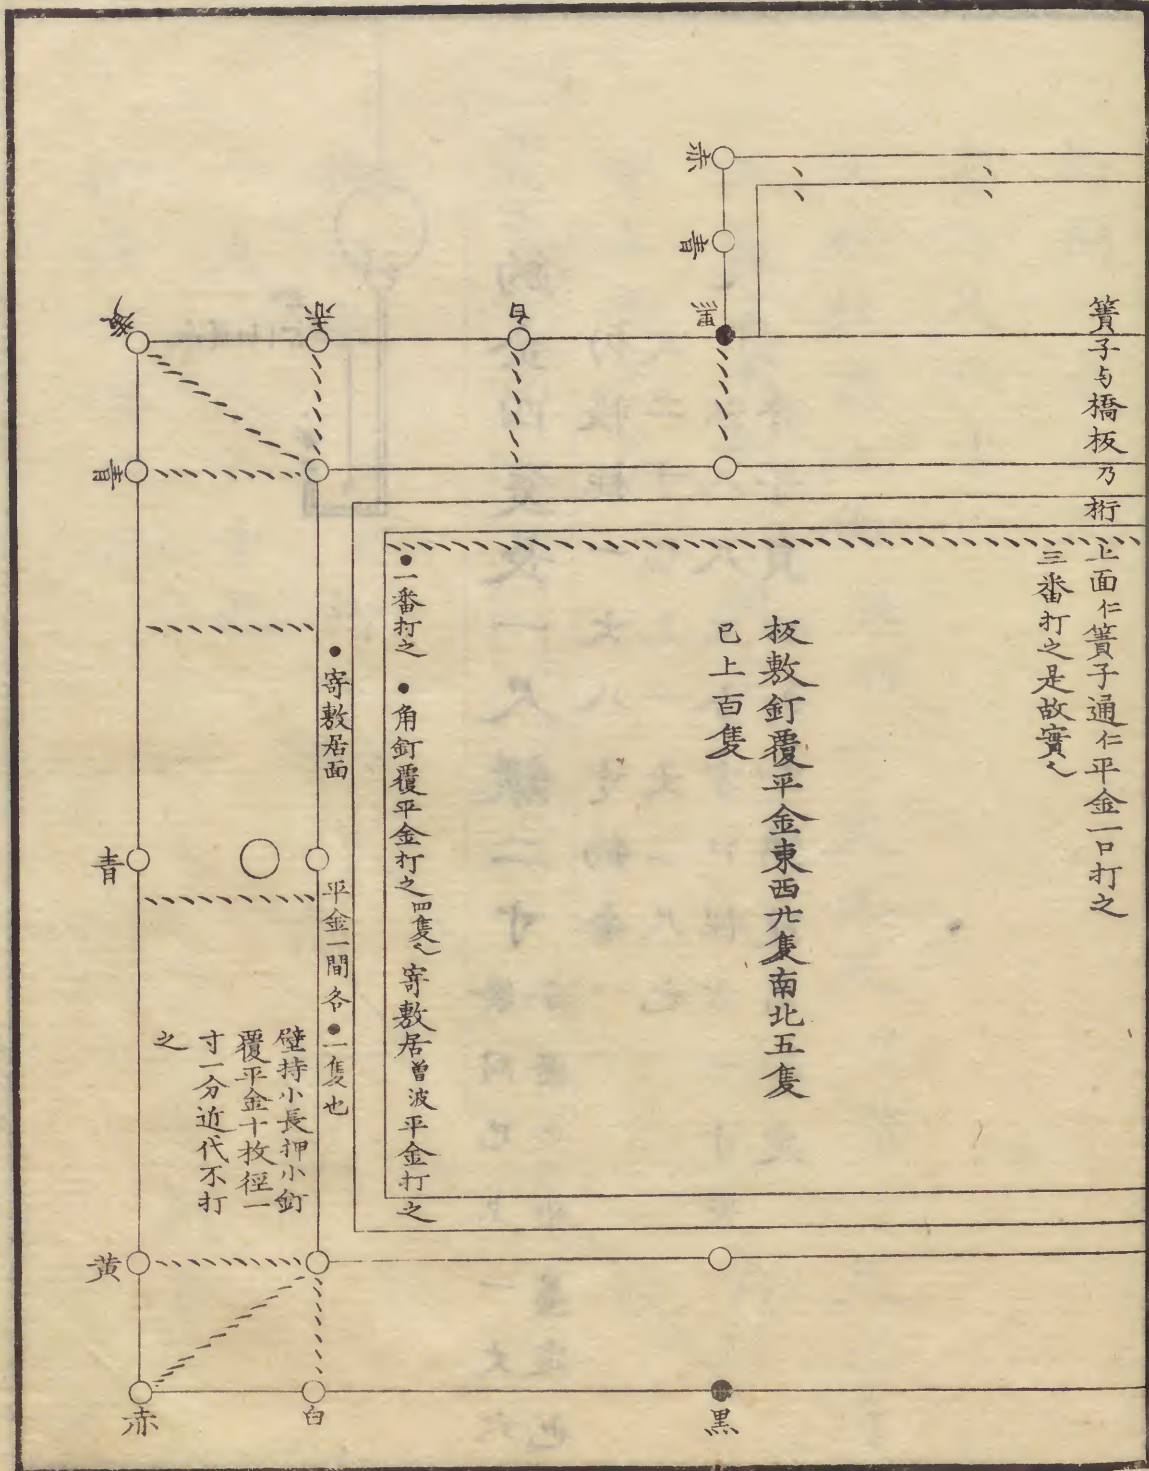 簀子与橋板乃桁
上面仁簀子通仁平金一口打之
三番打之是故實〻
板敷釘覆平金東西廿隻南北五隻
已上百隻
赤
青
黒
白
赤
黄
青
青
黄
赤
白
黒
●一番打之 ●角釘覆平金打之四隻〻 寄敷居曽波平金打之
●寄敷居面 平金一間各●一隻也
壁持小長押小釘
覆平金十枚径一
寸一分近代不打
之